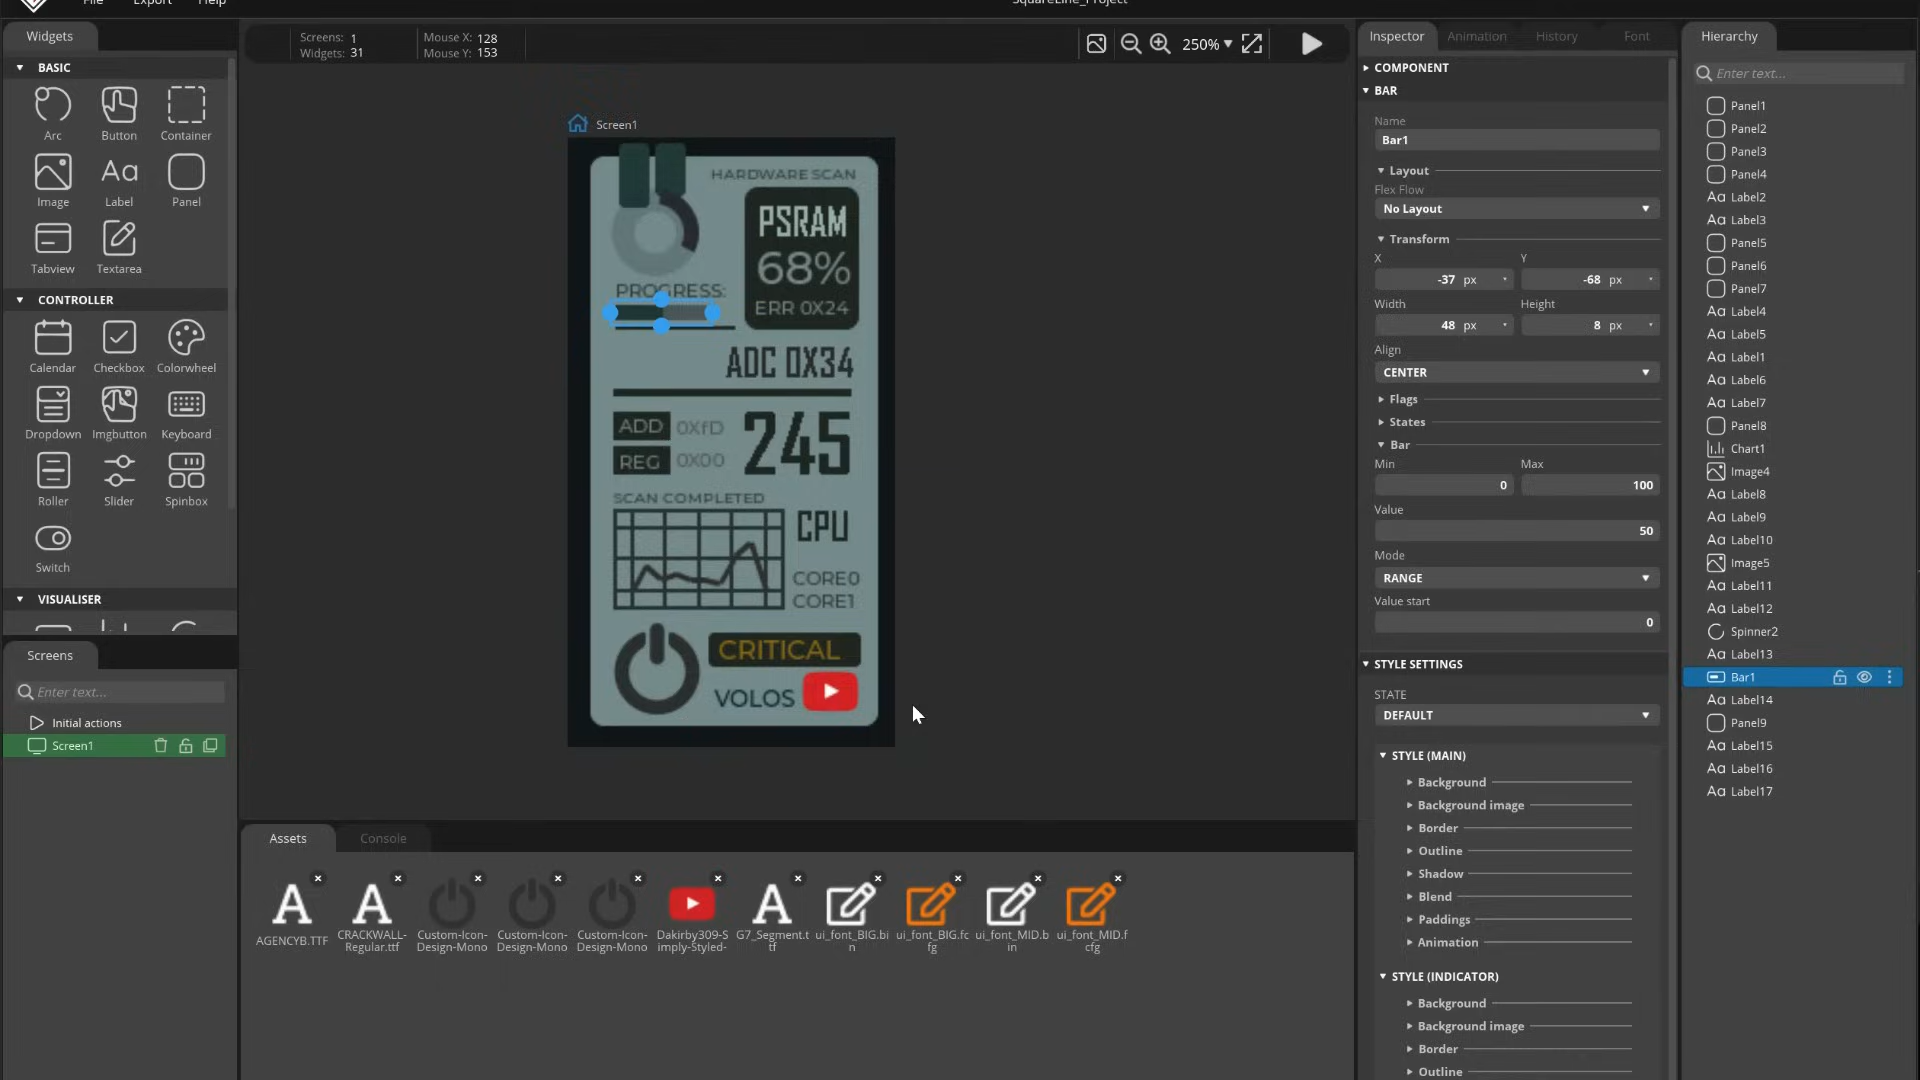 File Export Help
SquareLine_Project
Widgets
BASIC
Arc Button Container
Image Label Panel
Tabview Textarea
CONTROLLER
Calendar Checkbox Colorwheel
Dropdown Imgbutton Keyboard
Roller Slider Spinbox
Switch
VISUALISER
Screens
Enter text...
Initial actions
Screen1
Screens: 1
Widgets: 31
Mouse X: 128
Mouse Y: 153
250%
Screen1
HARDWARE SCAN
PSRAM
68%
ERR 0X24
PROGRESS:
ADC 0X34
ADD 0XFD
REG 0X00
245
SCAN COMPLETED
CPU
CORE0
CORE1
CRITICAL
VOLOS
Assets Console
AGENCYB.TTF
CRACKWALL-
Regular.ttf
Custom-Icon-
Design-Mono
Custom-Icon-
Design-Mono
Custom-Icon-
Design-Mono
Dakirby309-S
imply-Styled-
G7_Segment.t
tf
ui_font_BIG.bi
n
ui_font_BIG.fc
fg
ui_font_MID.b
in
ui_font_MID.f
cfg
Inspector Animation History Font
COMPONENT
BAR
Name
Bar1
Layout
Flex Flow
No Layout
Transform
X Y
-37 px -68 px
Width Height
48 px 8 px
Align
CENTER
Flags
States
Bar
Min Max
0 100
Value
50
Mode
RANGE
Value start
0
STYLE SETTINGS
STATE
DEFAULT
STYLE (MAIN)
Background
Background image
Border
Outline
Shadow
Blend
Paddings
Animation
STYLE (INDICATOR)
Background
Background image
Border
Outline
Hierarchy
Enter text...
Panel1
Panel2
Panel3
Panel4
Label2
Label3
Panel5
Panel6
Panel7
Label4
Label5
Label1
Label6
Label7
Panel8
Chart1
Image4
Label8
Label9
Label10
Image5
Label11
Label12
Spinner2
Label13
Bar1
Label14
Panel9
Label15
Label16
Label17